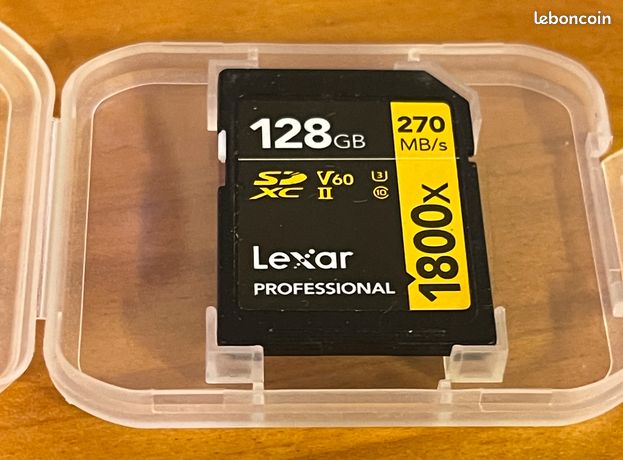 leboncoin
128GB
270
MB/s
SD
XC
V60
II
U3
10
Lexar
PROFESSIONAL
1800x